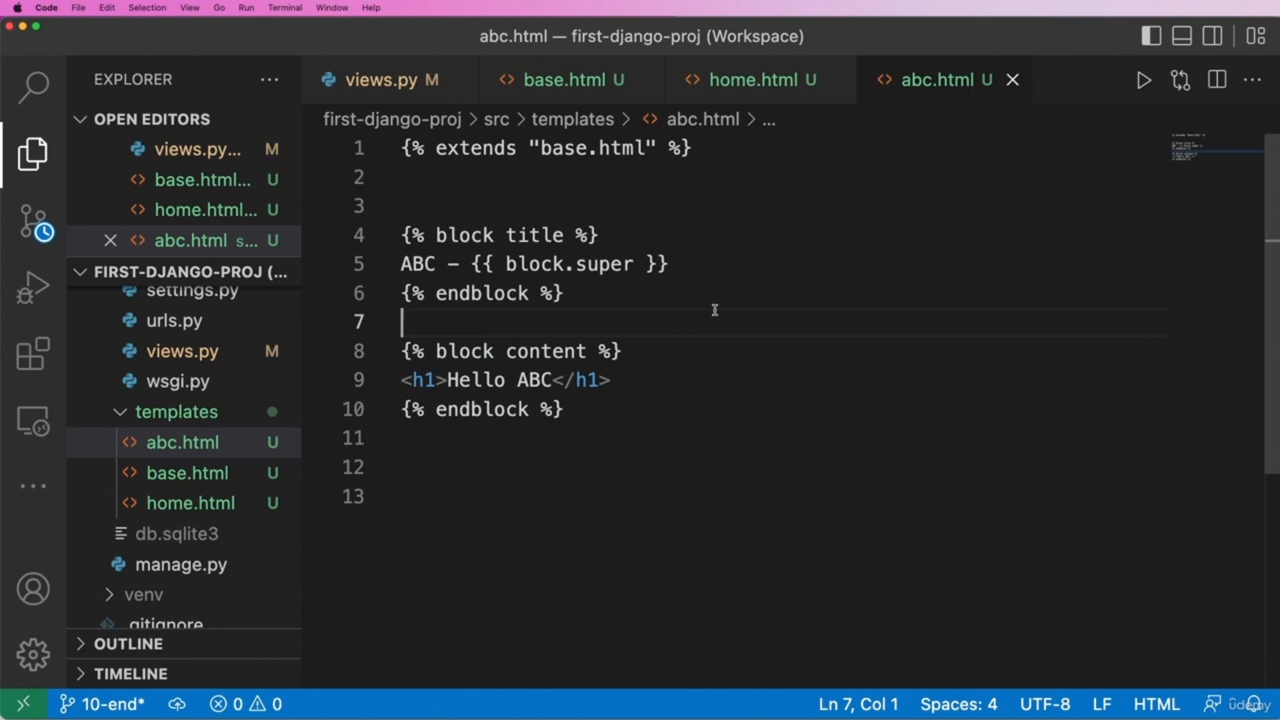 Code File Edit Selection View Go Run Terminal Window Help
abc.html — first-django-proj (Workspace)
EXPLORER
views.py M
base.html U
home.html U
abc.html U
OPEN EDITORS
views.py... M
base.html... U
home.html... U
abc.html s... U
FIRST-DJANGO-PROJ (...
settings.py
urls.py
views.py M
wsgi.py
templates
abc.html U
base.html U
home.html U
db.sqlite3
manage.py
venv
.gitignore
OUTLINE
TIMELINE
first-django-proj > src > templates > abc.html > ...
1 {% extends "base.html" %}
2
3
4 {% block title %}
5 ABC - {{ block.super }}
6 {% endblock %}
7
8 {% block content %}
9 <h1>Hello ABC</h1>
10 {% endblock %}
11
12
13
10-end* 0 0 Ln 7, Col 1 Spaces: 4 UTF-8 LF HTML
udemy